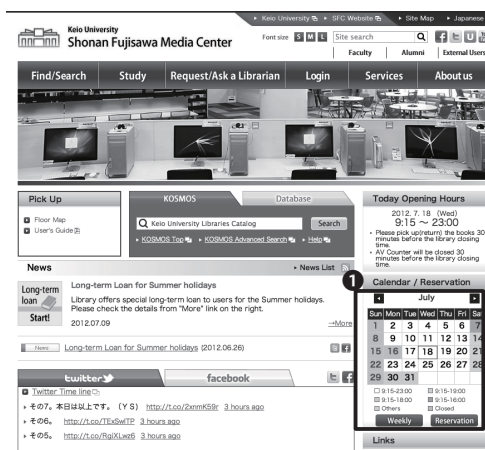 Keio University SFC Website Site Map Japanese
Keio University
Shonan Fujisawa Media Center
Font size S M L Site search
Faculty Alumni External Users
Find/Search Study Request/Ask a Librarian Login Services About us
Pick Up
Floor Map
User's Guide
KOSMOS Database
Keio University Libraries Catalog Search
KOSMOS Top KOSMOS Advanced Search Help
Today Opening Hours
2012. 7. 18 (Wed)
9:15 ~ 23:00
Please pick up(return) the books 30
minutes before the library closing
time.
AV Counter will be closed 30
minutes before the library closing
time.
News News List
Long-term
loan
Start!
Long-term Loan for Summer holidays
Library offers special long-term loan to users for the Summer holidays.
Please check the details from "More" link on the right.
2012.07.09 →More
News Long-term Loan for Summer holidays (2012.06.26)
twitter facebook
Twitter Time line
その7。本日は以上です。 (YS) http://t.co/2xnmK59r 3 hours ago
その6。 http://t.co/TExSwlTP 3 hours ago
その5。 http://t.co/RgiXLwz6 3 hours ago
1
Calendar / Reservation
July
Sun Mon Tue Wed Thu Fri Sat
1 2 3 4 5 6 7
8 9 10 11 12 13 14
15 16 17 18 19 20 21
22 23 24 25 26 27 28
29 30 31
9:15-23:00 9:15-19:00
9:15-18:00 9:15-16:00
Others Closed
Weekly Reservation
Links